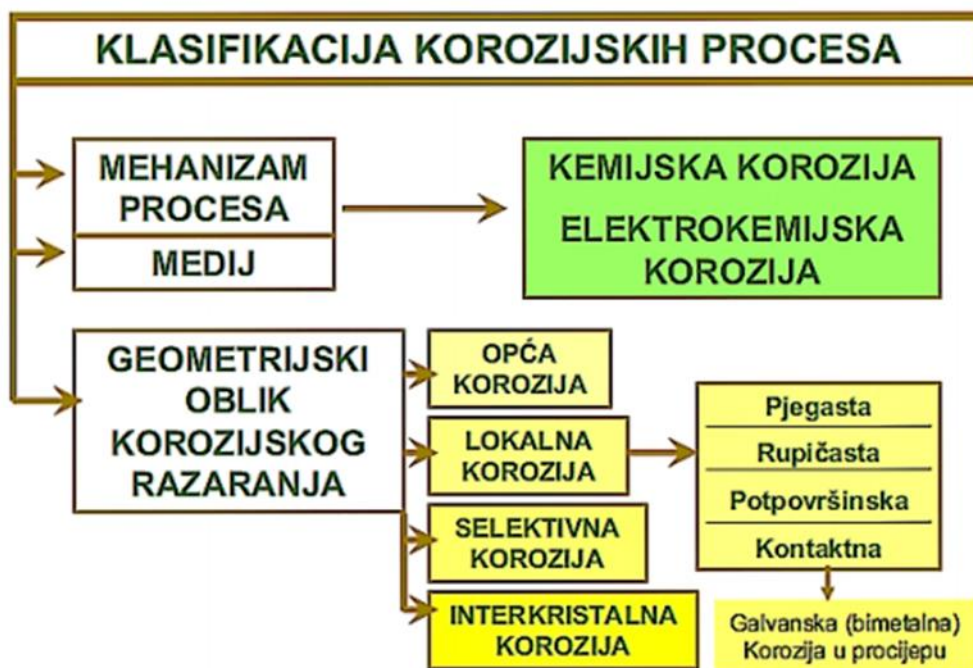 KLASIFIKACIJA KOROZIJSKIH PROCESA
MEHANIZAM
PROCESA
MEDIJ
KEMIJSKA KOROZIJA
ELEKTROKEMIJSKA
KOROZIJA
GEOMETRIJSKI
OBLIK
KOROZIJSKOG
RAZARANJA
OPĆA
KOROZIJA
LOKALNA
KOROZIJA
SELEKTIVNA
KOROZIJA
INTERKRISTALNA
KOROZIJA
Pjegasta
Rupičasta
Potpovršinska
Kontaktna
Galvanska (bimetalna)
Korozija u procijepu